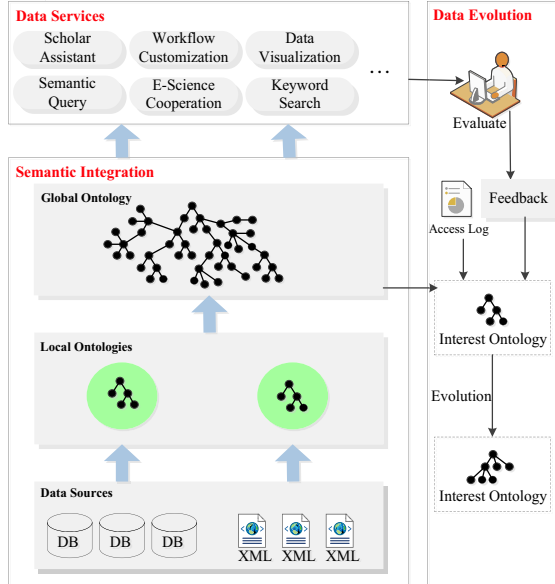 Data Services
Scholar
Assistant
Workflow
Customization
Data
Visualization
Semantic
Query
E-Science
Cooperation
Keyword
Search
...
Semantic Integration
Global Ontology
Local Ontologies
Data Sources
DB
DB
DB
XML
XML
XML
Data Evolution
Evaluate
Feedback
Access Log
Interest Ontology
Evolution
Interest Ontology